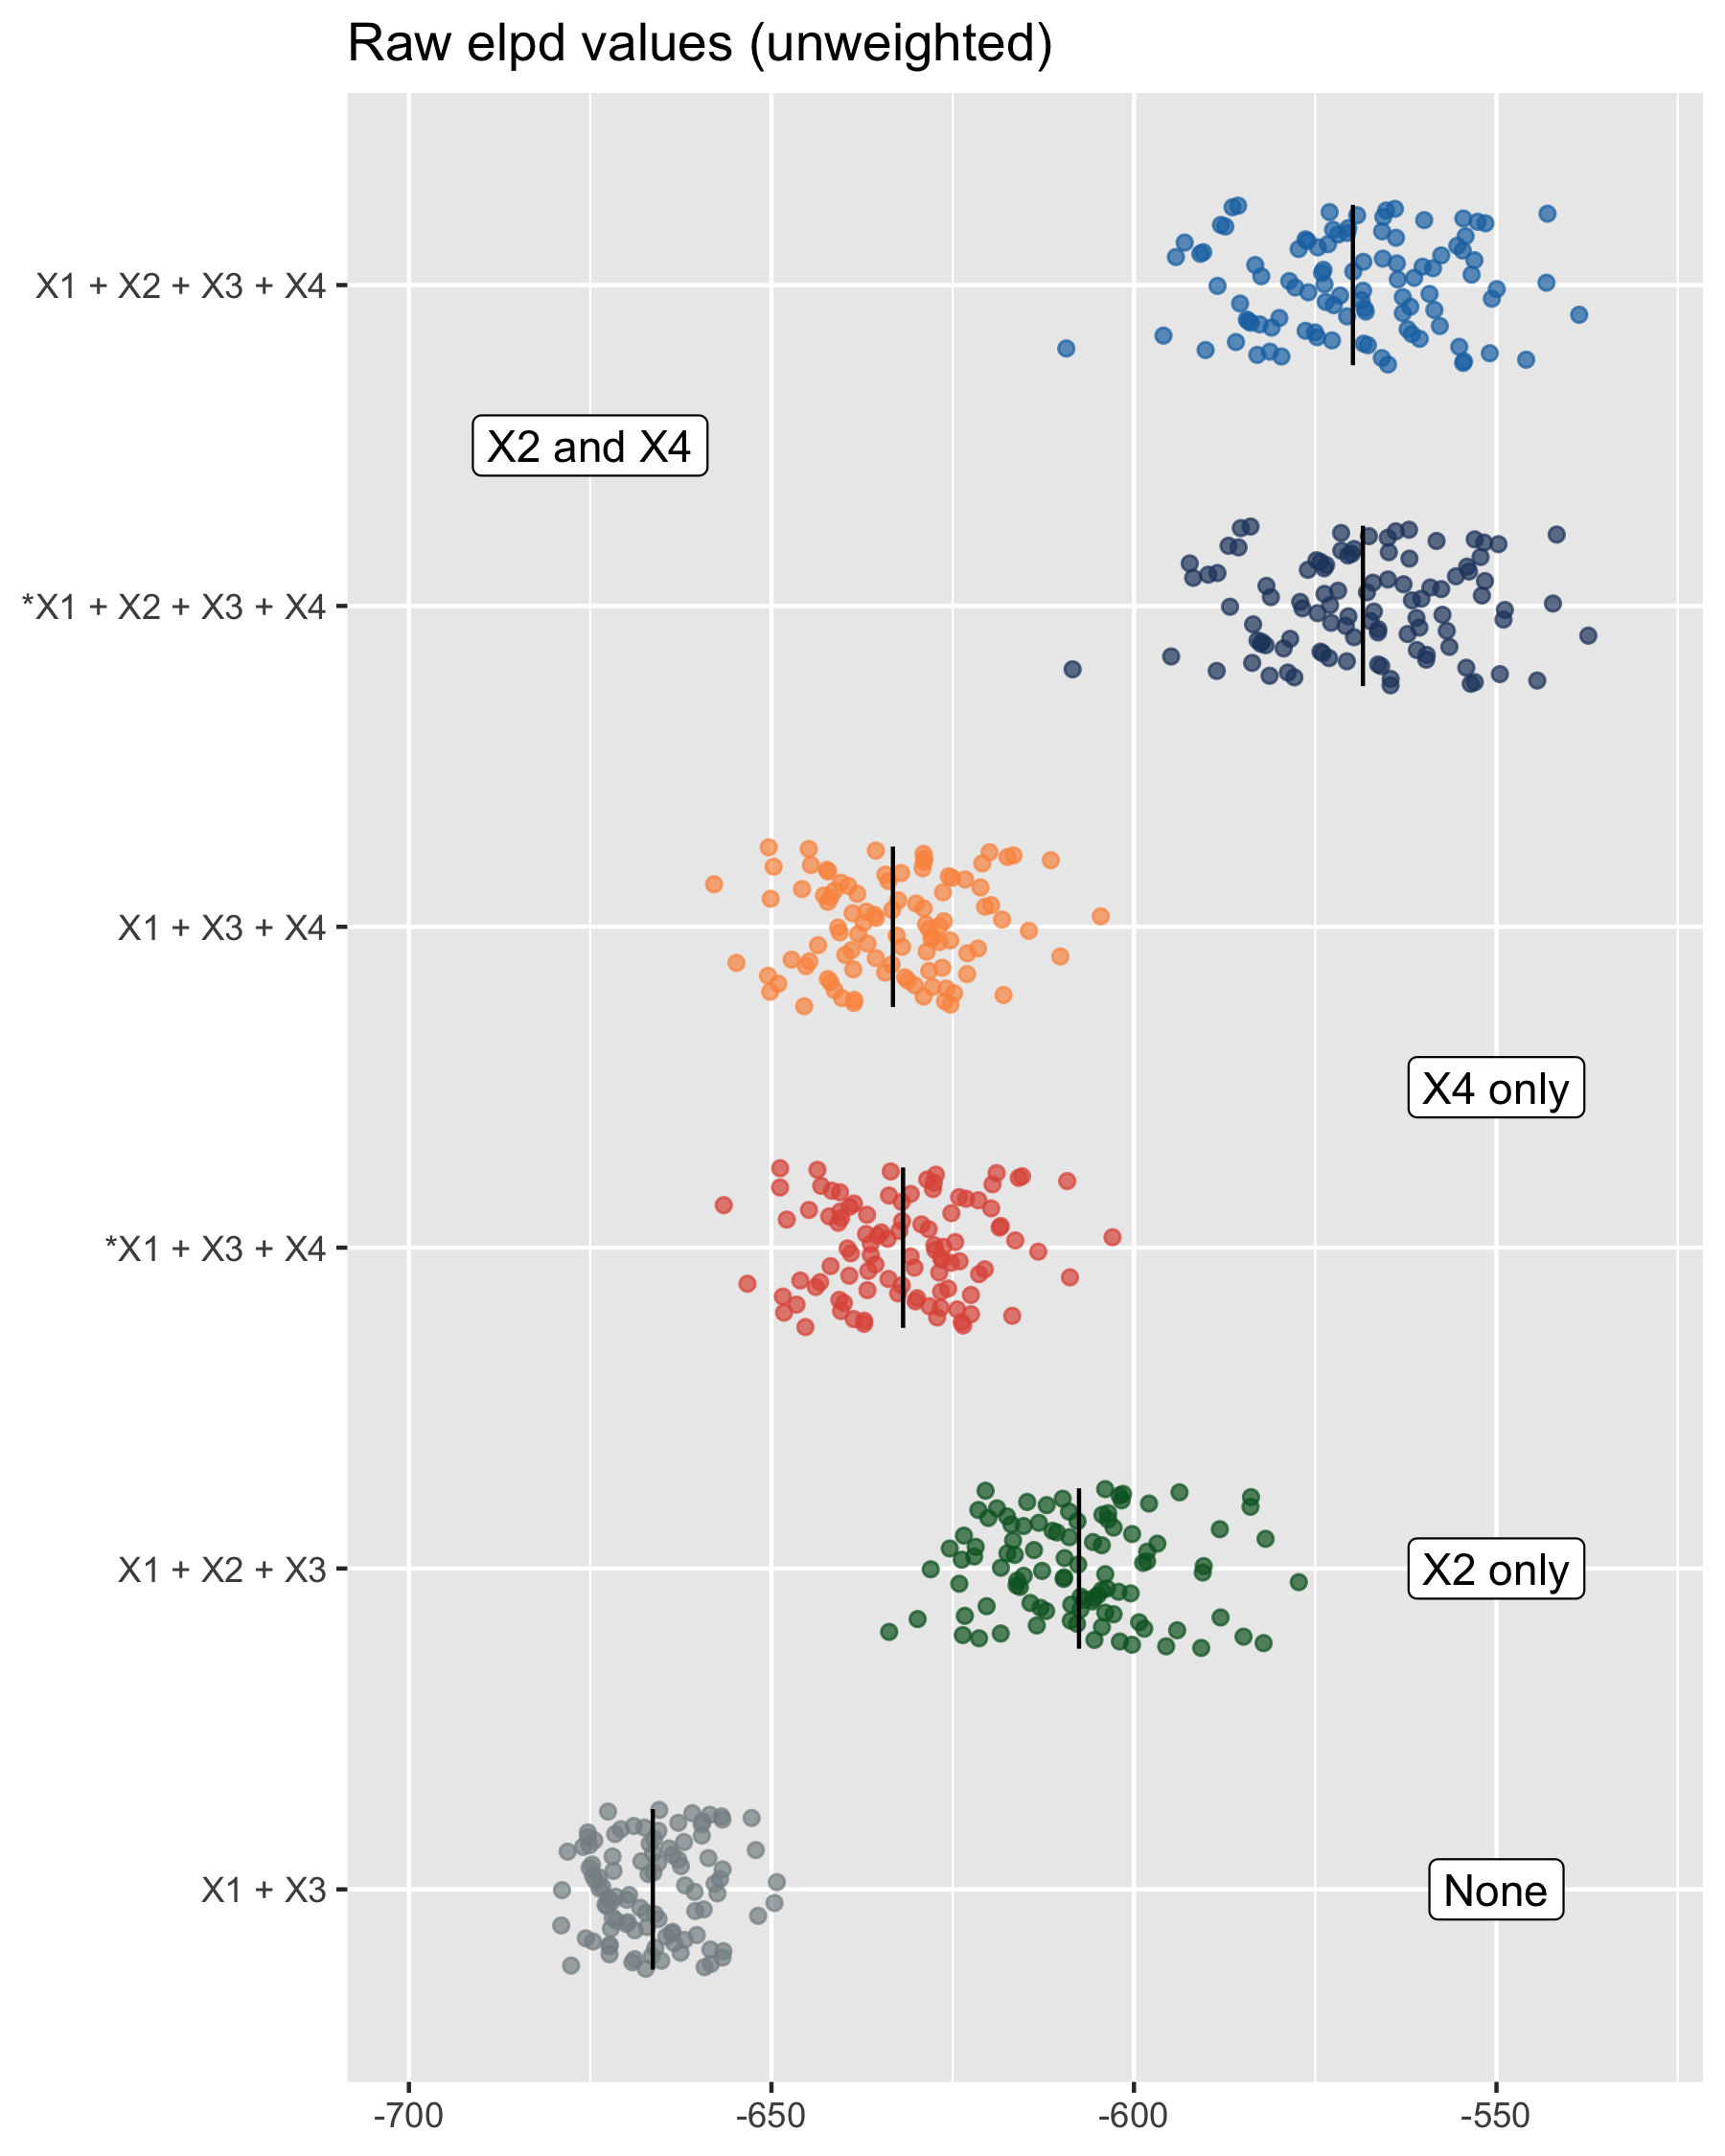 Raw elpd values (unweighted)
X1 + X2 + X3 + X4
X2 and X4
*X1 + X2 + X3 + X4
X1 + X3 + X4
X4 only
*X1 + X3 + X4
X1 + X2 + X3
X2 only
X1 + X3
None
-700
-650
-600
-550